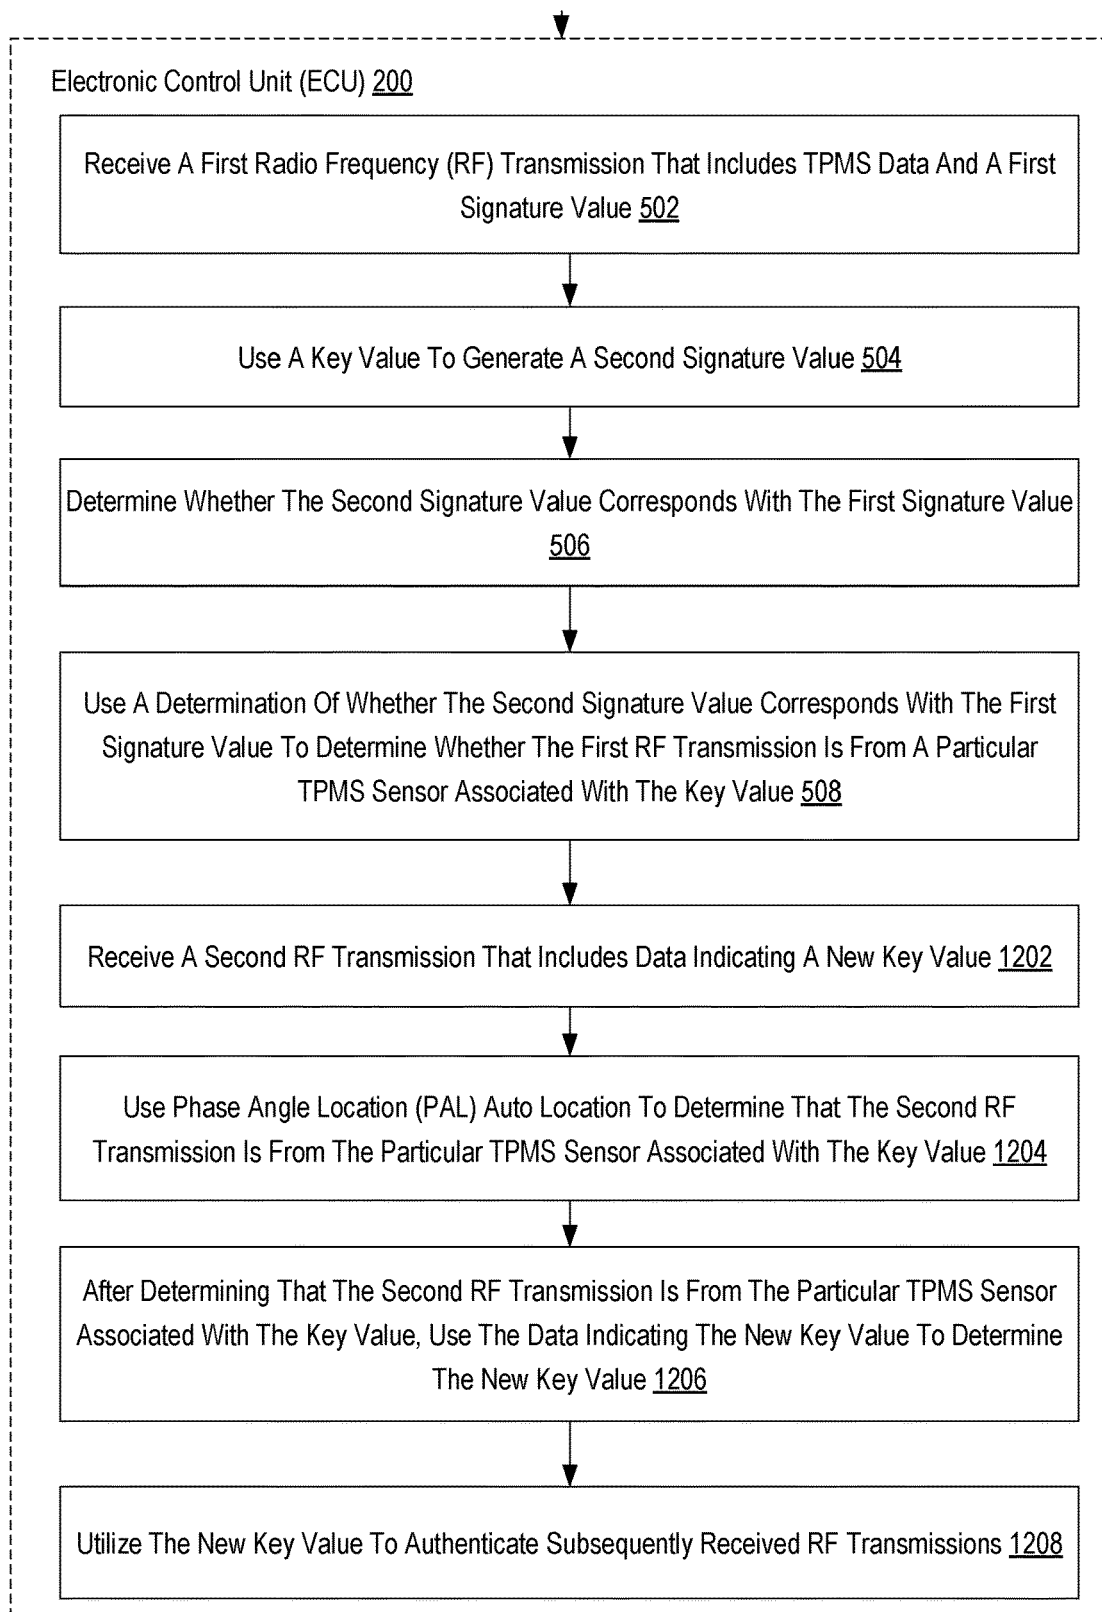 Electronic Control Unit (ECU) 200
Receive A First Radio Frequency (RF) Transmission That Includes TPMS Data And A First
Signature Value 502
Use A Key Value To Generate A Second Signature Value 504
Determine Whether The Second Signature Value Corresponds With The First Signature Value
506
Use A Determination Of Whether The Second Signature Value Corresponds With The First
Signature Value To Determine Whether The First RF Transmission Is From A Particular
TPMS Sensor Associated With The Key Value 508
Receive A Second RF Transmission That Includes Data Indicating A New Key Value 1202
Use Phase Angle Location (PAL) Auto Location To Determine That The Second RF
Transmission Is From The Particular TPMS Sensor Associated With The Key Value 1204
After Determining That The Second RF Transmission Is From The Particular TPMS Sensor
Associated With The Key Value, Use The Data Indicating The New Key Value To Determine
The New Key Value 1206
Utilize The New Key Value To Authenticate Subsequently Received RF Transmissions 1208